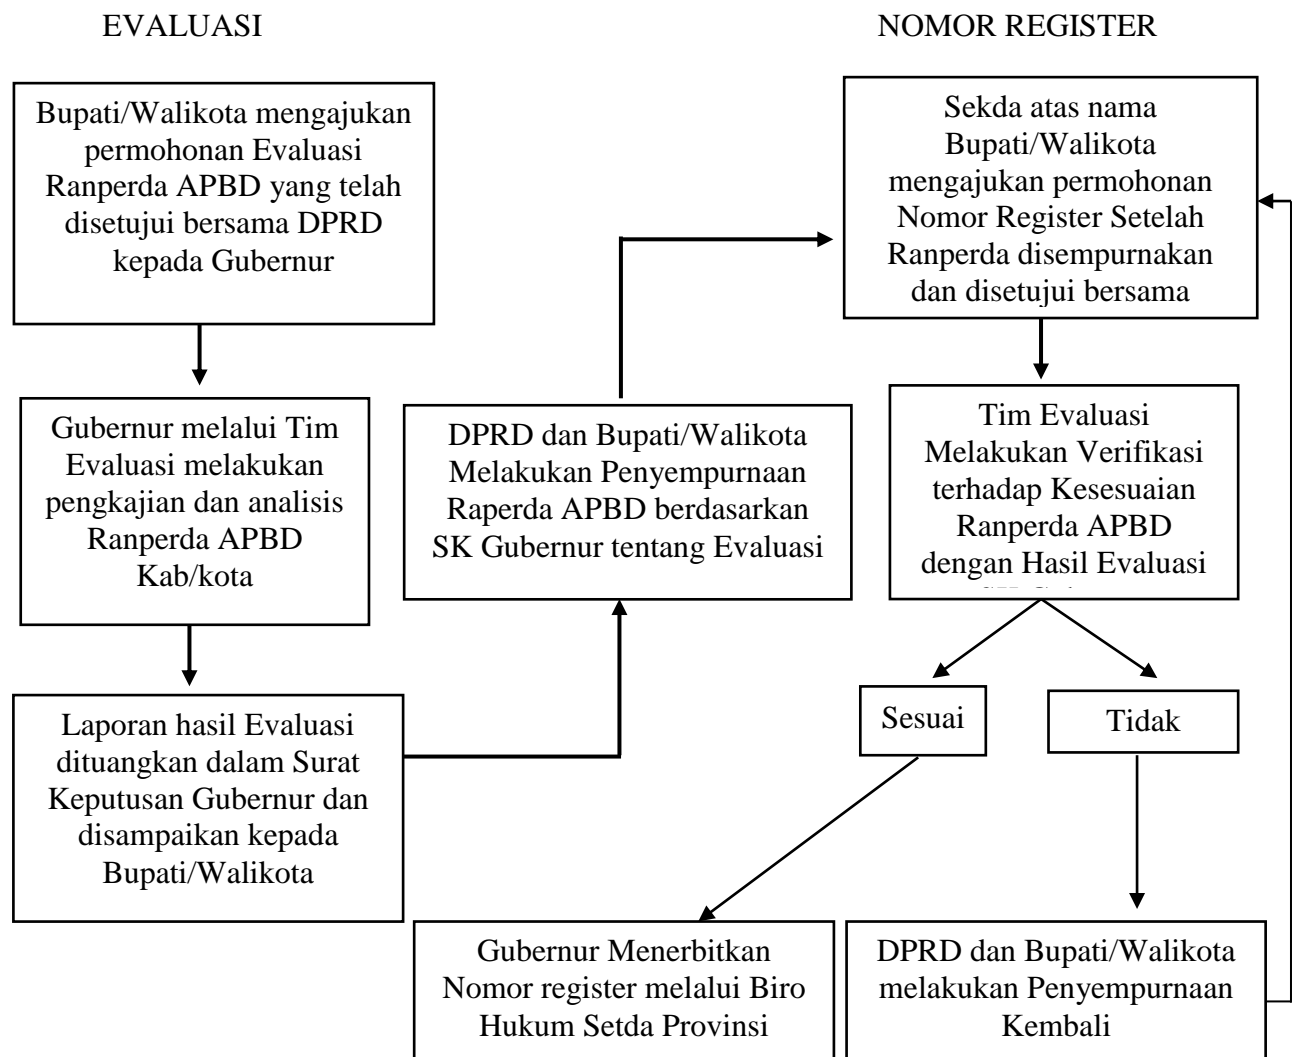 EVALUASI
NOMOR REGISTER
Bupati/Walikota mengajukan
permohonan Evaluasi
Ranperda APBD yang telah
disetujui bersama DPRD
kepada Gubernur
Gubernur melalui Tim
Evaluasi melakukan
pengkajian dan analisis
Ranperda APBD
Kab/kota
Laporan hasil Evaluasi
dituangkan dalam Surat
Keputusan Gubernur dan
disampaikan kepada
Bupati/Walikota
DPRD dan Bupati/Walikota
Melakukan Penyempurnaan
Raperda APBD berdasarkan
SK Gubernur tentang Evaluasi
Sekda atas nama
Bupati/Walikota
mengajukan permohonan
Nomor Register Setelah
Ranperda disempurnakan
dan disetujui bersama
Tim Evaluasi
Melakukan Verifikasi
terhadap Kesesuaian
Ranperda APBD
dengan Hasil Evaluasi
Sesuai
Tidak
Gubernur Menerbitkan
Nomor register melalui Biro
Hukum Setda Provinsi
DPRD dan Bupati/Walikota
melakukan Penyempurnaan
Kembali